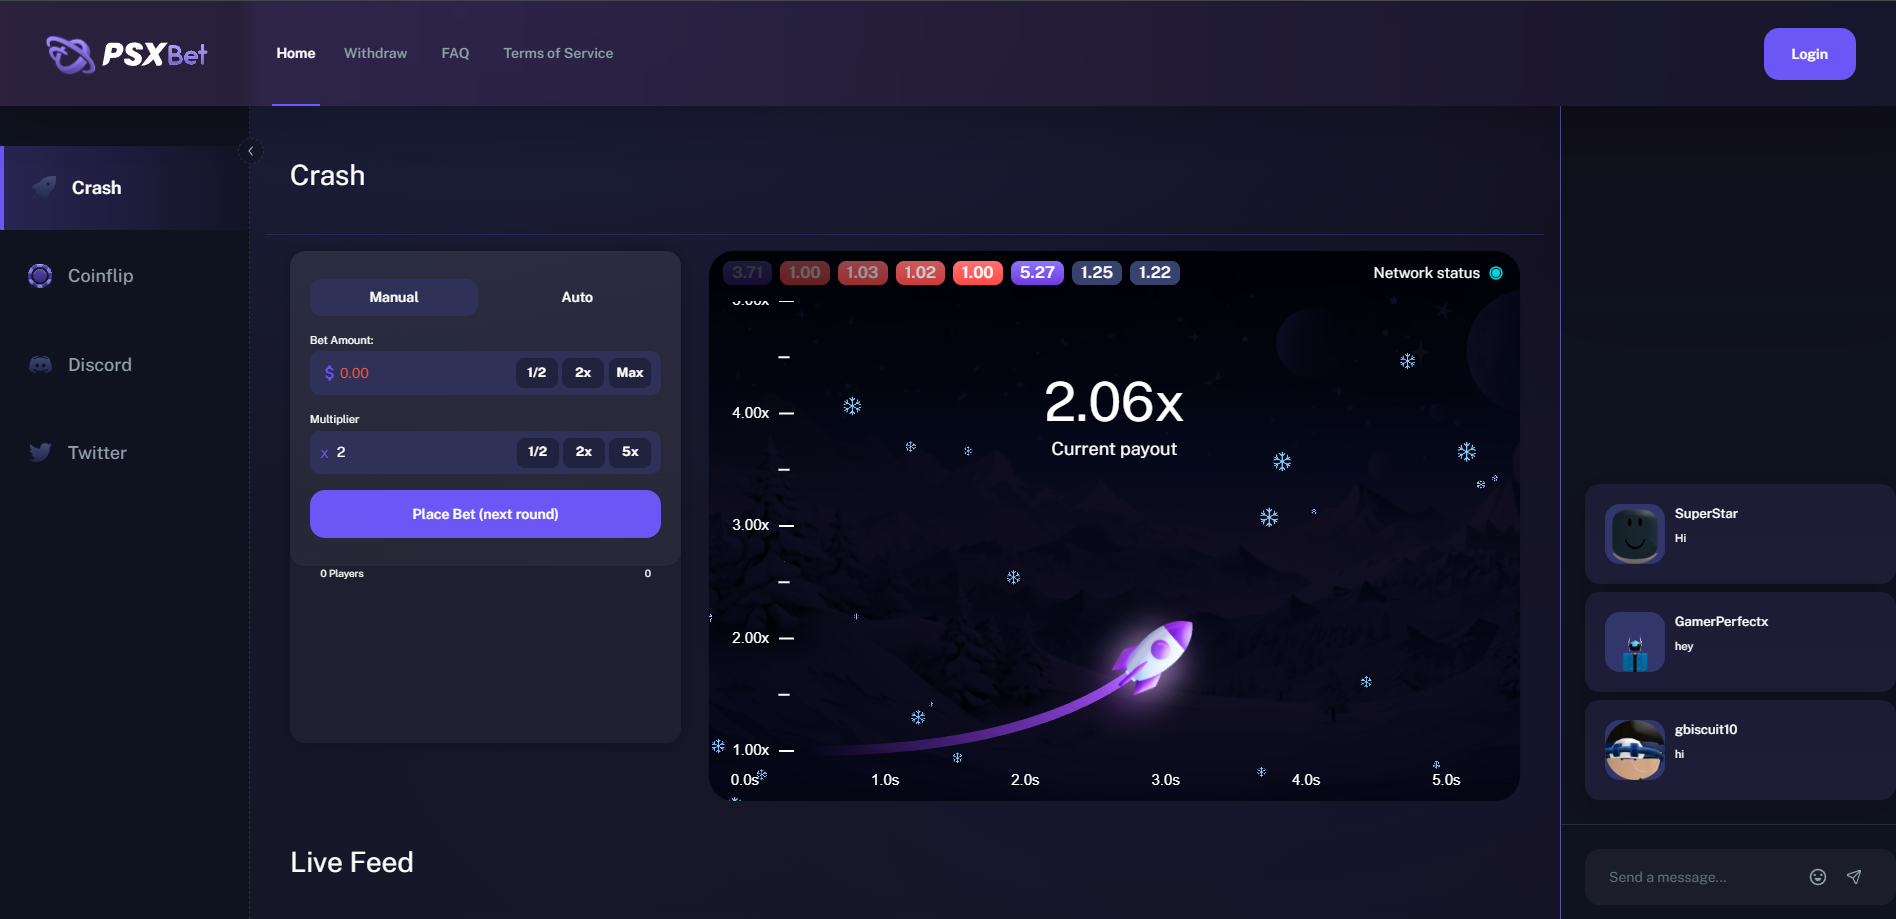 PSXBet
Home Withdraw FAQ Terms of Service
Login
Crash
Coinflip
Discord
Twitter
Crash
Manual Auto
Bet Amount:
$ 0.00 1/2 2x Max
Multiplier
x 2 1/2 2x 5x
Place Bet (next round)
0 Players 0
3.71 1.00 1.03 1.02 1.00 5.27 1.25 1.22
Network status
5.00x
4.00x
3.00x
2.00x
1.00x
2.06x
Current payout
0.0s 1.0s 2.0s 3.0s 4.0s 5.0s
Live Feed
SuperStar
Hi
GamerPerfectx
hey
gbiscuit10
hi
Send a message...